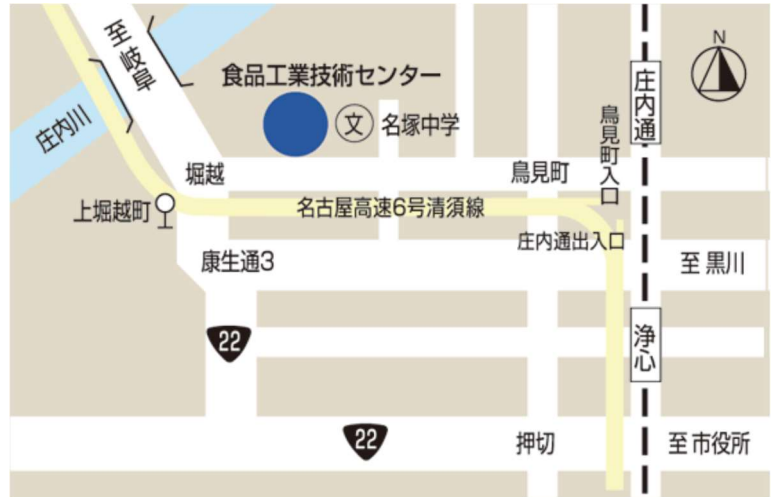 至岐阜
N
食品工業技術センター
庄内通
庄内川
文
名塚中学
鳥見町入口
堀越
鳥見町
上堀越町
名古屋高速6号清須線
庄内通出入口
康生通3
至 黒川
22
浄心
22
押切
至 市役所